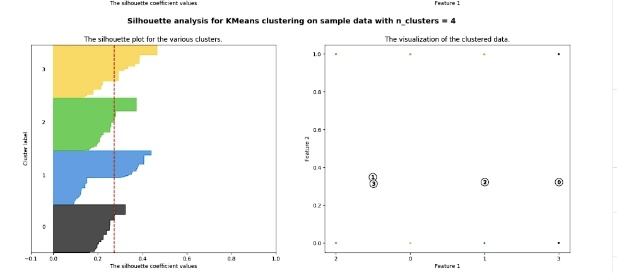 The silhouette coefficient values Feature 1
Silhouette analysis for KMeans clustering on sample data with n_clusters = 4
The silhouette plot for the various clusters. The visualization of the clustered data.
Cluster label
3
2
1
0
-0.1 0.0 0.2 0.4 0.6 0.8 1.0
The silhouette coefficient values
Feature 2
1.0
0.8
0.6
0.4
0.2
0.0
1
3
2
0
2 0 1 3
Feature 1